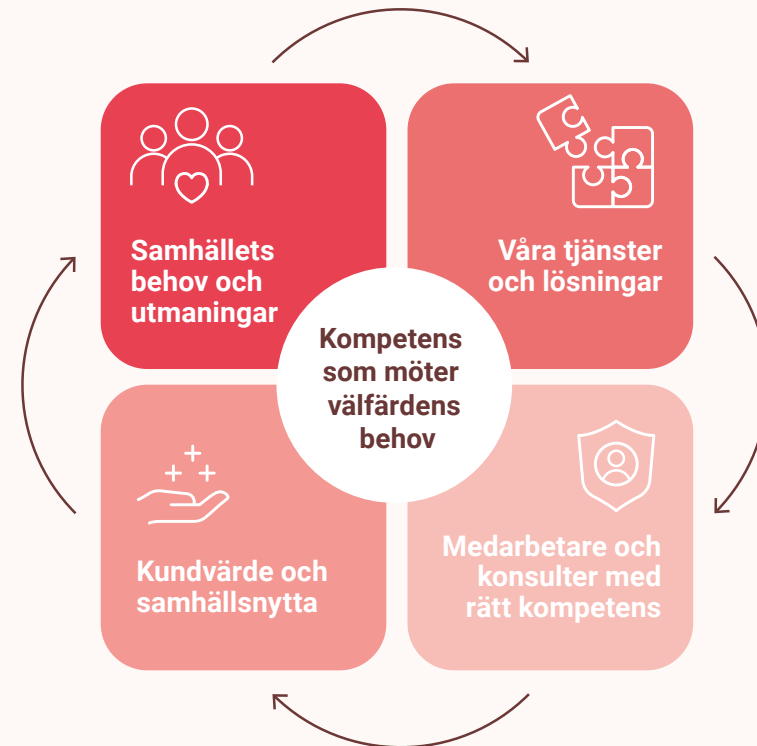 Samhällets
behov och
utmaningar
Våra tjänster
och lösningar
Kompetens
som möter
välfärdens
behov
Kundvärde och
samhällsnytta
Medarbetare och
konsulter med
rätt kompetens